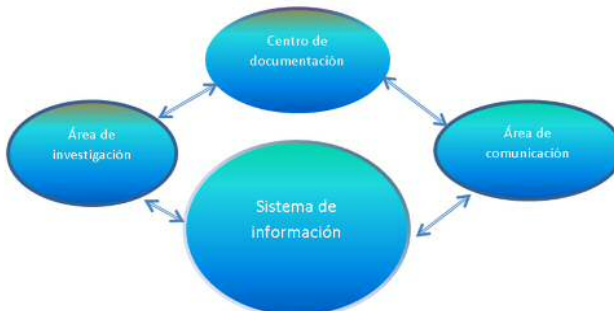 Centro de
documentación
Área de
investigación
Área de
comunicación
Sistema de
información